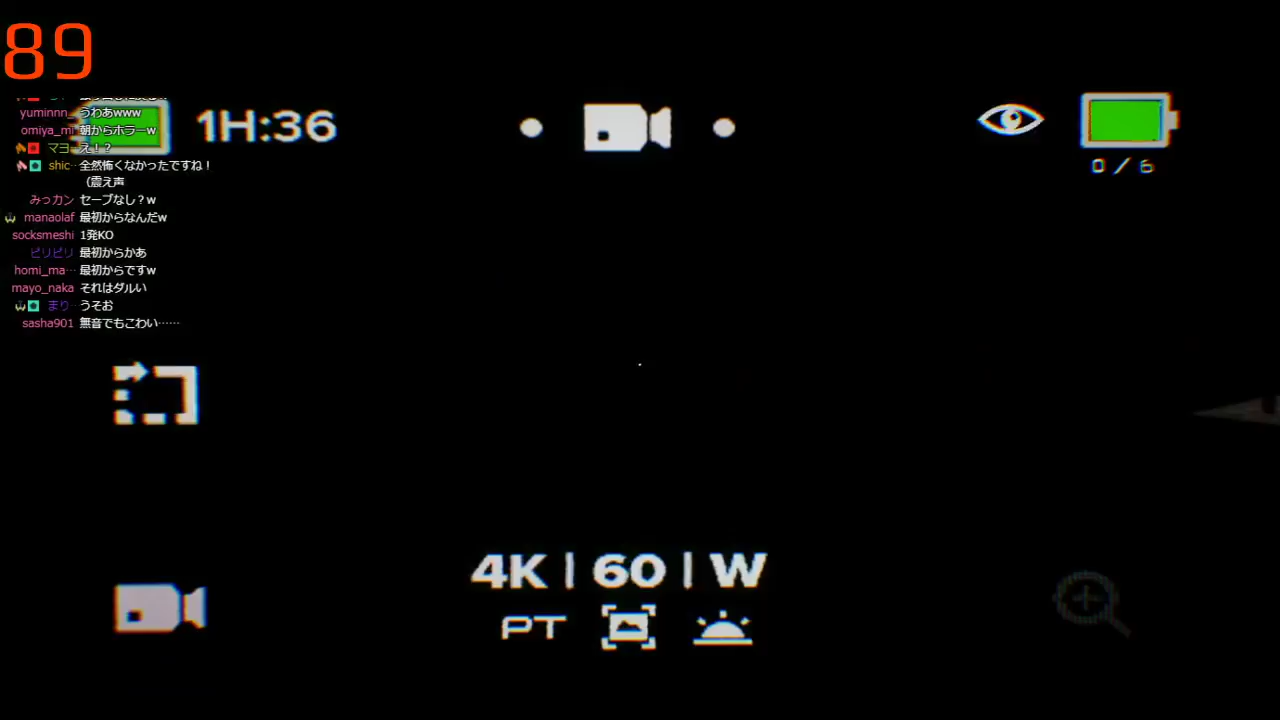 89
1H:36
0 / 6
yuminnn_ うわあwww
omiya_mi 朝からホラーw
マヨ… え！？
shic… 全然怖くなかったですね！
（震え声
みっカン セーブなし？w
manaolaf 最初からなんだw
socksmeshi 1発KO
ビリビリ 最初からかあ
homi_ma… 最初からですw
mayo_naka それはダルい
まり… うそお
sasha901 無音でもこわい……
4K | 60 | W
PT